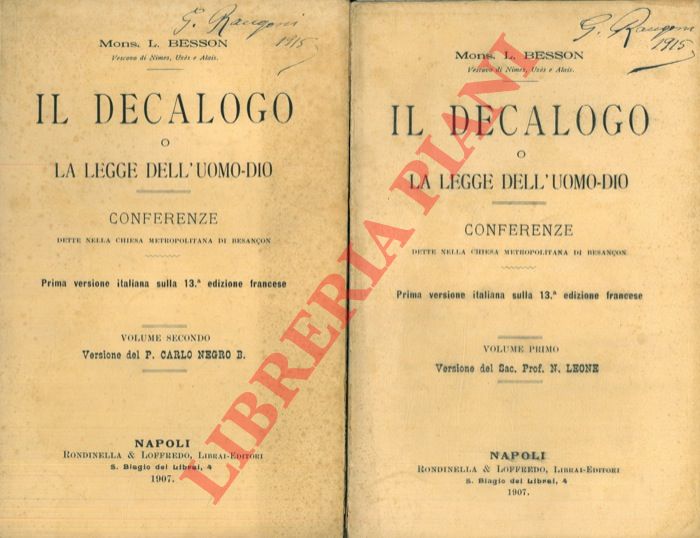 G. Rangoni
1915
Mons. L. BESSON
Vescovo di Nimes, Uzès e Alais.
IL DECALOGO
O
LA LEGGE DELL'UOMO-DIO
CONFERENZE
DETTE NELLA CHIESA METROPOLITANA DI BESANÇON
Prima versione italiana sulla 13.ª edizione francese
VOLUME SECONDO
Versione del P. CARLO NEGRO B.
NAPOLI
RONDINELLA & LOFFREDO, LIBRAI-EDITORI
S. Biagio dei Librai, 4
1907.
G. Rangoni
1915
Mons. L. BESSON
Vescovo di Nimes, Uzès e Alais.
IL DECALOGO
O
LA LEGGE DELL'UOMO-DIO
CONFERENZE
DETTE NELLA CHIESA METROPOLITANA DI BESANÇON
Prima versione italiana sulla 13.ª edizione francese
VOLUME PRIMO
Versione del Sac. Prof. N. LEONE
NAPOLI
RONDINELLA & LOFFREDO, LIBRAI-EDITORI
S. Biagio dei Librai, 4
1907.
LIBRERIA PIANI